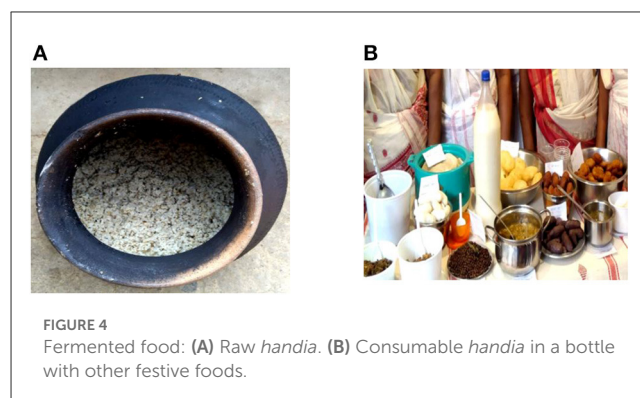 A
B
FIGURE 4
Fermented food: (A) Raw handia. (B) Consumable handia in a bottle
with other festive foods.